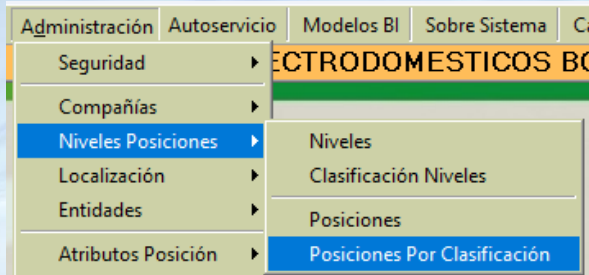 Administración Autoservicio Modelos BI Sobre Sistema
ECTRODOMESTICOS
Seguridad
Compañías
Niveles Posiciones
Localización
Entidades
Atributos Posición
Niveles
Clasificación Niveles
Posiciones
Posiciones Por Clasificación